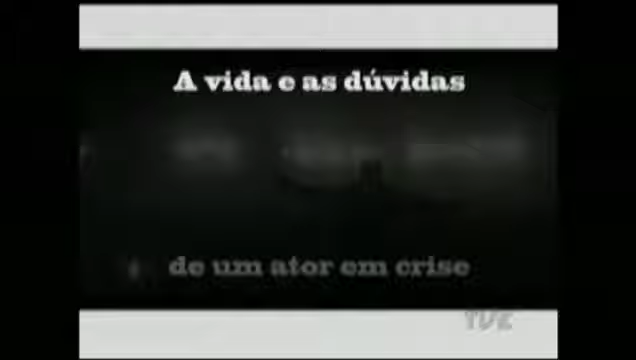 A vida e as dúvidas
de um ator em crise
TVE